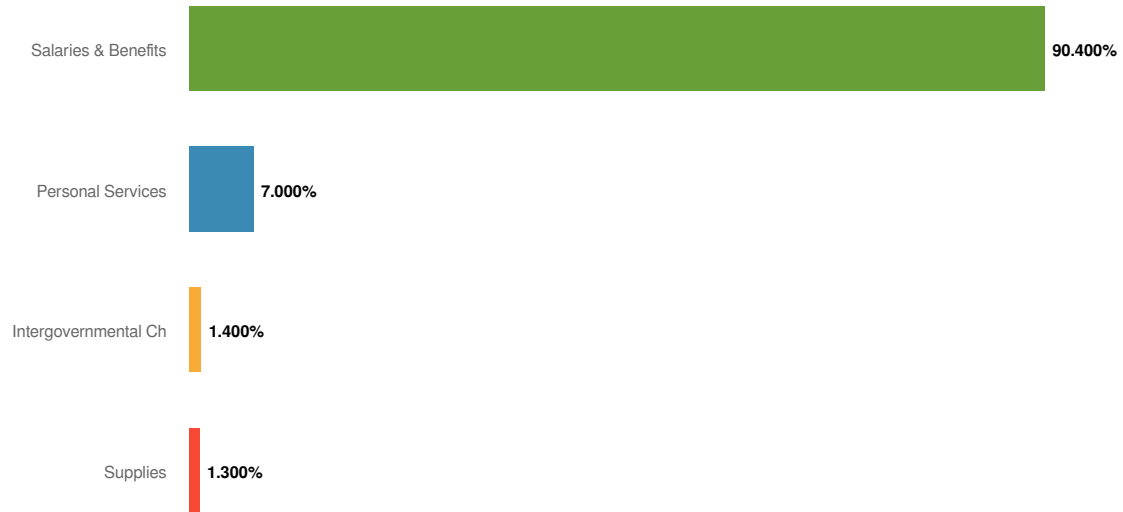 Salaries & Benefits 90.400%
Personal Services 7.000%
Intergovernmental Ch 1.400%
Supplies 1.300%